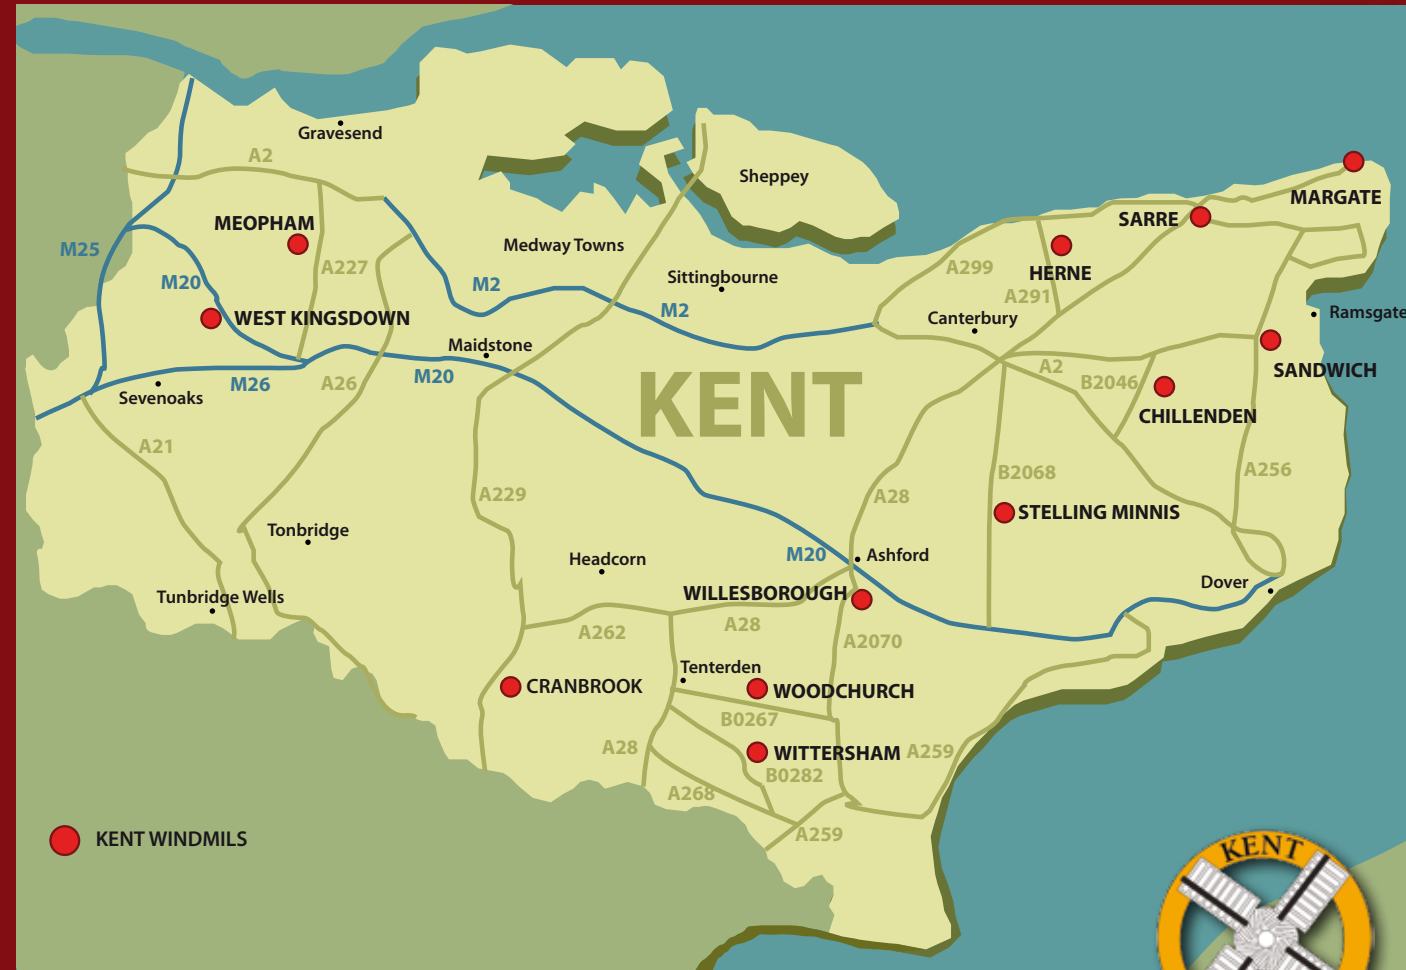 Gravesend
A2
Sheppey
MARGATE
MEOPHAM
SARRE
M25
Medway Towns
A227
A299
HERNE
M20
M2
Sittingbourne
A291
M2
WEST KINGSDOWN
Canterbury
Ramsgate
Maidstone
A2
SANDWICH
M26
A26
M20
B2046
Sevenoaks
KENT
CHILLENDEN
A21
A229
A28
B2068
A256
STELLING MINNIS
Tonbridge
Headcorn
M20
Ashford
Dover
Tunbridge Wells
WILLESBOROUGH
A262
A28
A2070
Tenterden
CRANBROOK
WOODCHURCH
B0267
A28
WITTERSHAM
A259
B0282
A268
A259
KENT WINDMILS
KENT